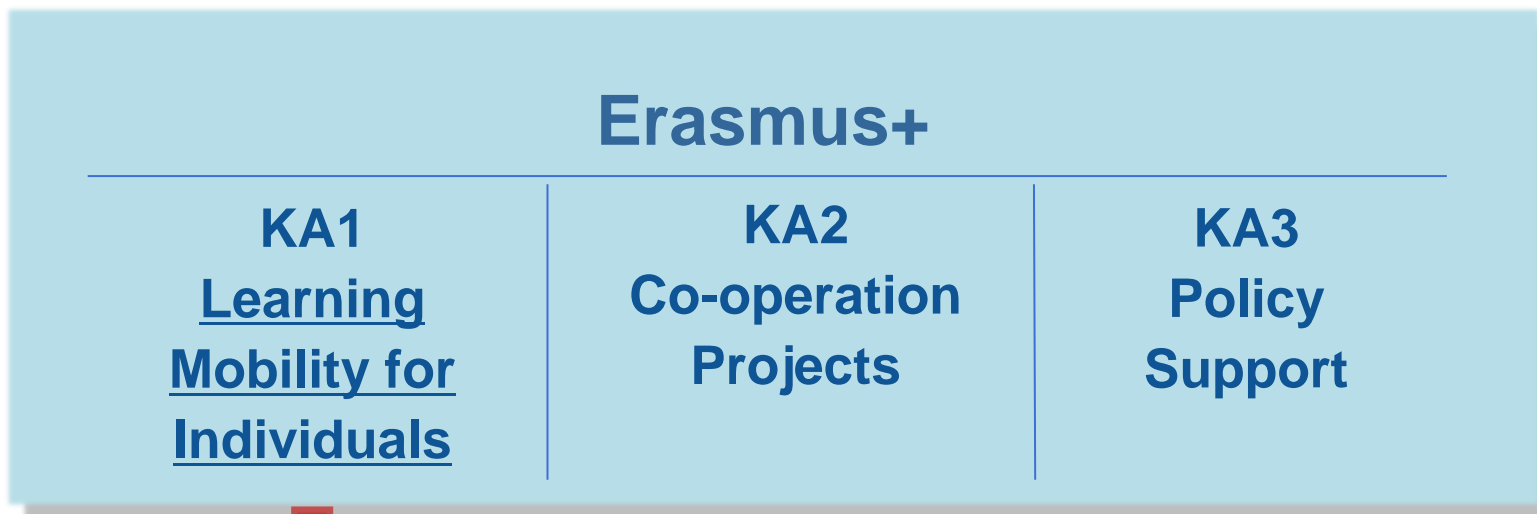 Erasmus+
KA1
Learning
Mobility for
Individuals
KA2
Co-operation
Projects
KA3
Policy
Support